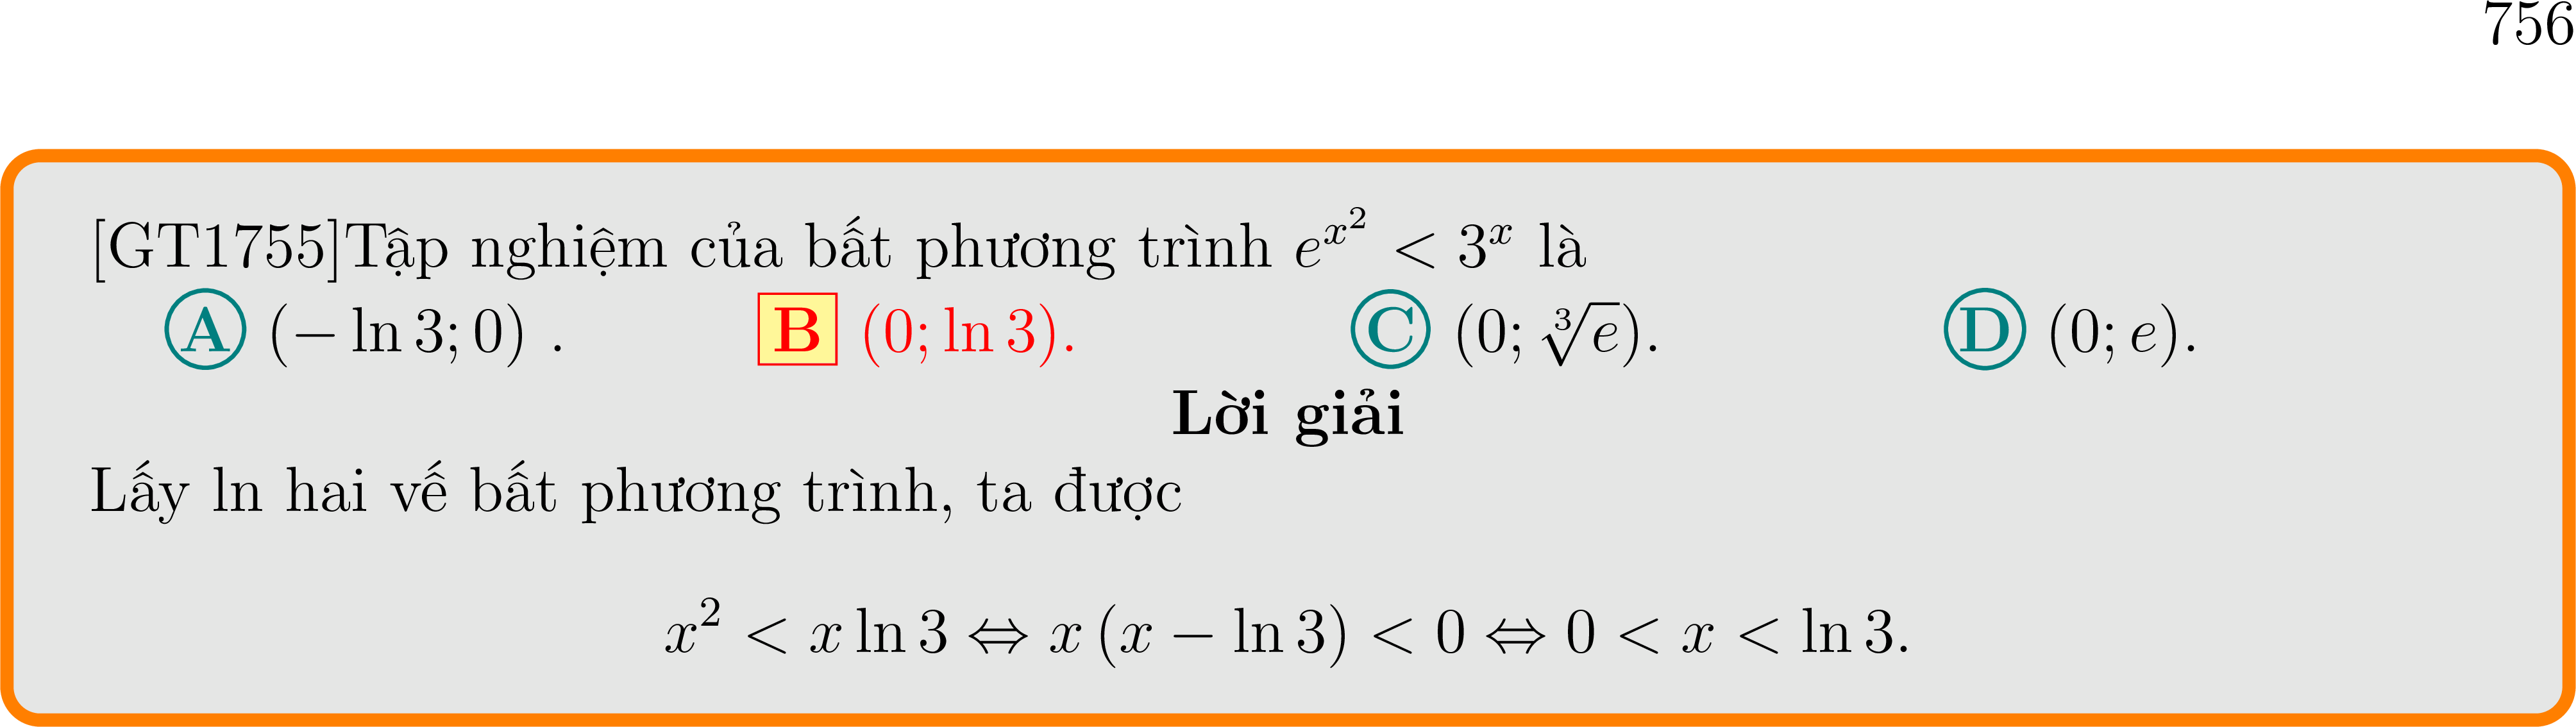 756
[GT1755]Tập nghiệm của bất phương trình $e^{x^2} < 3^x$ là
A $(-\ln 3; 0)$ . B $(0; \ln 3)$. C $(0; \sqrt[3]{e})$. D $(0; e)$.
Lời giải
Lấy ln hai vế bất phương trình, ta được
$x^2 < x \ln 3 \Leftrightarrow x (x - \ln 3) < 0 \Leftrightarrow 0 < x < \ln 3.$